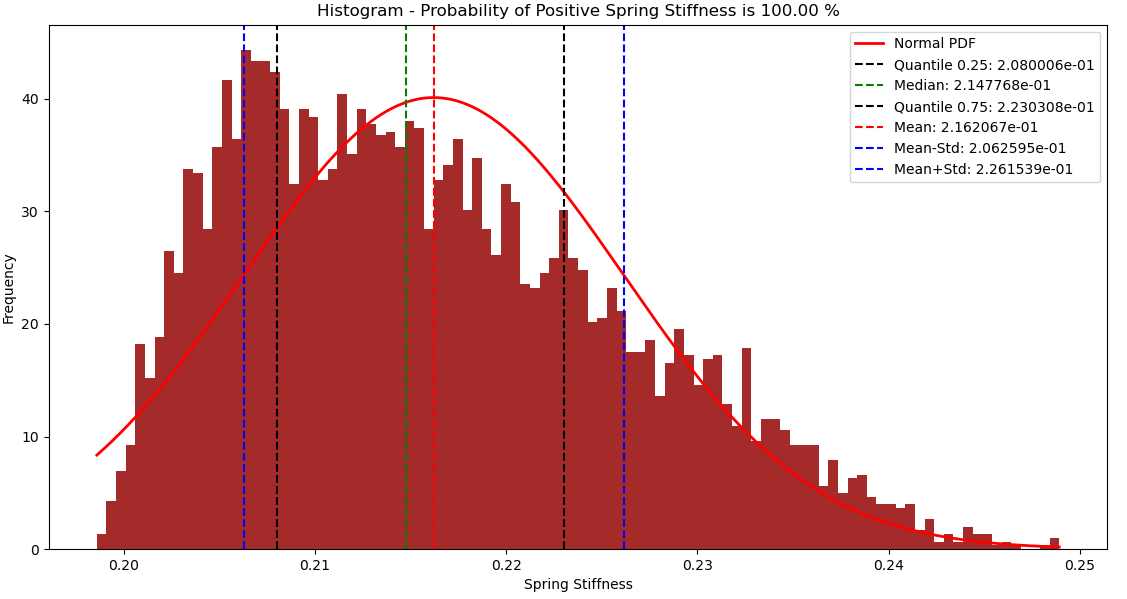 Histogram - Probability of Positive Spring Stiffness is 100.00 %
Normal PDF
Quantile 0.25: 2.080006e-01
Median: 2.147768e-01
Quantile 0.75: 2.230308e-01
Mean: 2.162067e-01
Mean-Std: 2.062595e-01
Mean+Std: 2.261539e-01
Frequency
40
30
20
10
0
0.20
0.21
0.22
0.23
0.24
0.25
Spring Stiffness